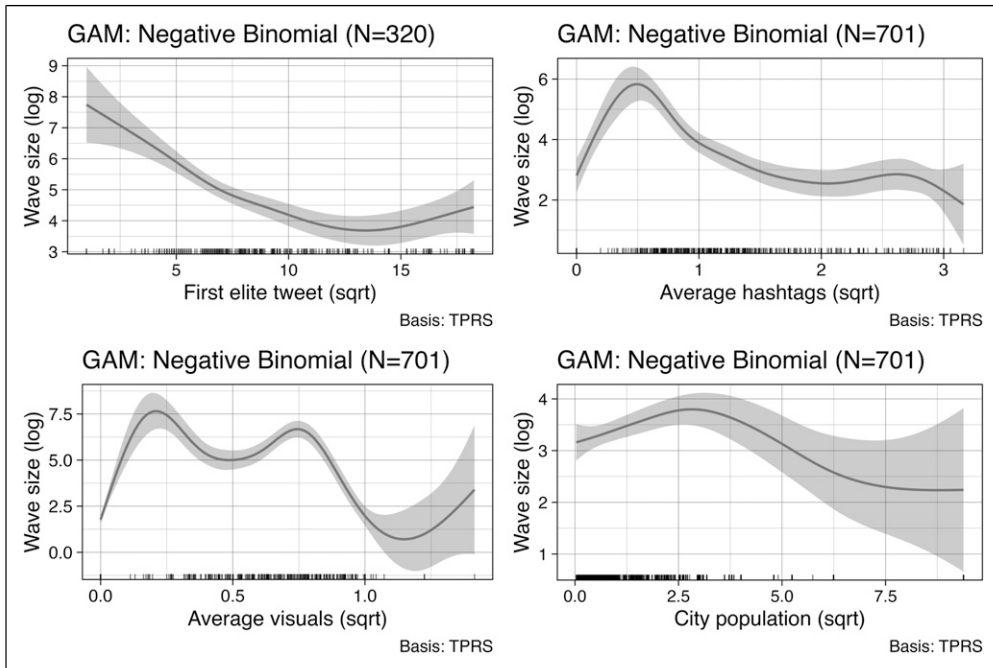 GAM: Negative Binomial (N=320)
Wave size (log)
9
8
7
6
5
4
3
5 10 15
First elite tweet (sqrt)
Basis: TPRS
GAM: Negative Binomial (N=701)
Wave size (log)
6
4
2
0 1 2 3
Average hashtags (sqrt)
Basis: TPRS
GAM: Negative Binomial (N=701)
Wave size (log)
7.5
5.0
2.5
0.0
0.0 0.5 1.0
Average visuals (sqrt)
Basis: TPRS
GAM: Negative Binomial (N=701)
Wave size (log)
4
3
2
1
0.0 2.5 5.0 7.5
City population (sqrt)
Basis: TPRS